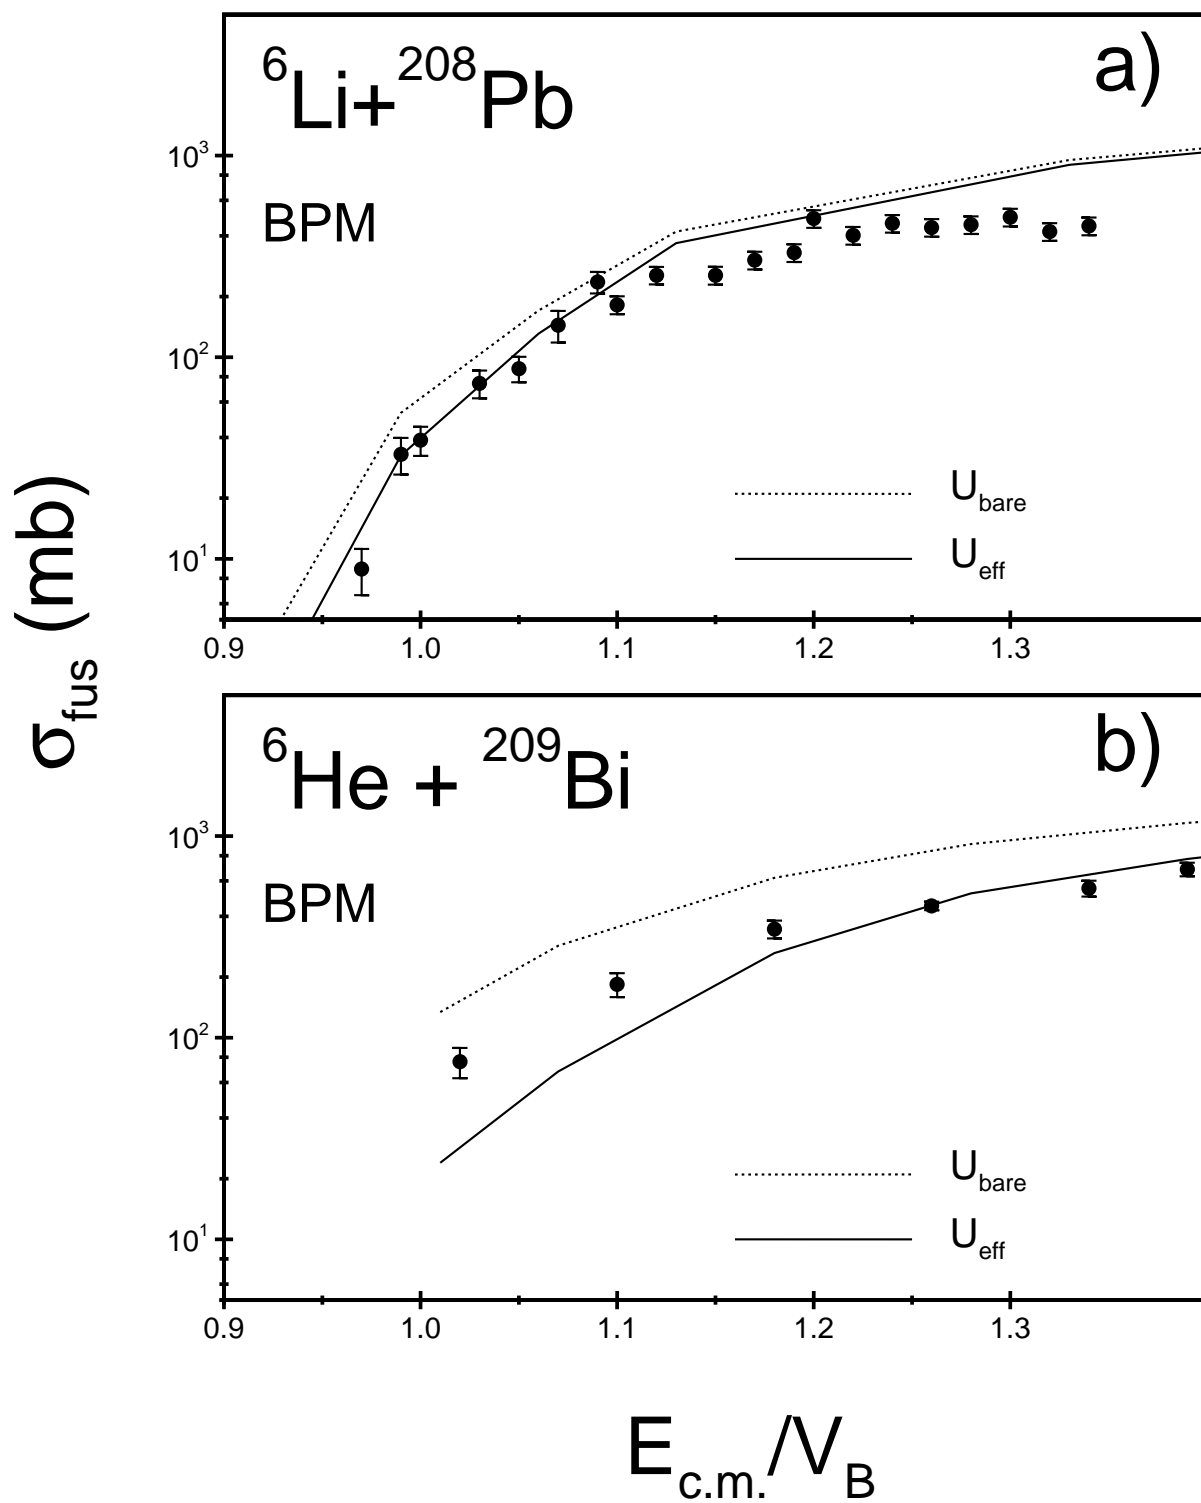 ⁶Li+²⁰⁸Pb
a)
BPM
10³
10²
10¹
U_bare
U_eff
0.9 1.0 1.1 1.2 1.3
σ_fus (mb)
⁶He + ²⁰⁹Bi
b)
BPM
10³
10²
10¹
U_bare
U_eff
0.9 1.0 1.1 1.2 1.3
E_c.m./V_B